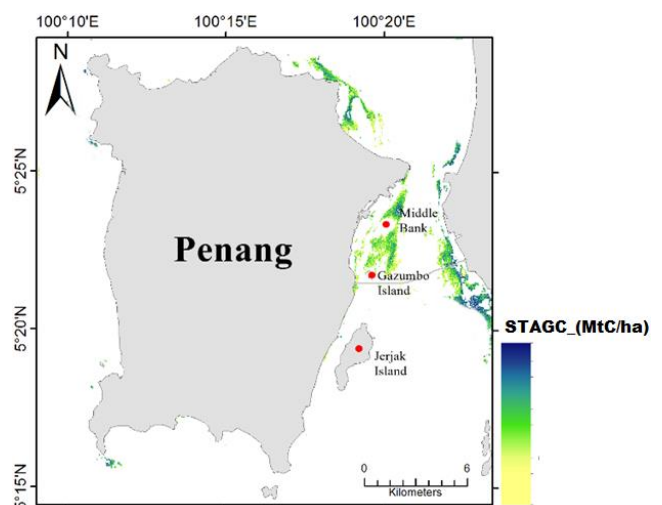 100°10'E 100°15'E 100°20'E
N
5°25'N
Middle
Bank
Penang
Gazumbo
Island
5°20'N
STAGC_(MtC/ha)
Jerjak
Island
0 6
Kilometers
5°15'N